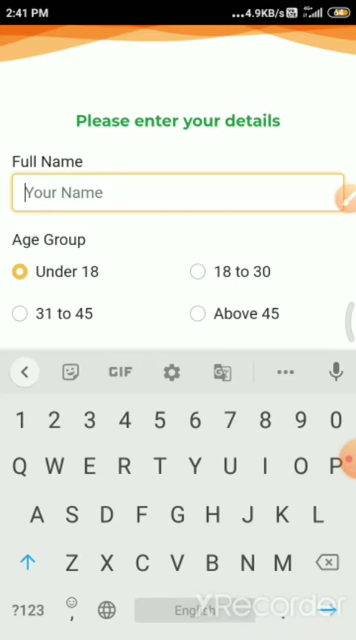 2:41 PM ...4.9KB/s 4G 64
Please enter your details
Full Name
Your Name
Age Group
Under 18 18 to 30
31 to 45 Above 45
GIF
1 2 3 4 5 6 7 8 9 0
Q W E R T Y U I O P
A S D F G H J K L
Z X C V B N M
?123 , English .
XRecorder